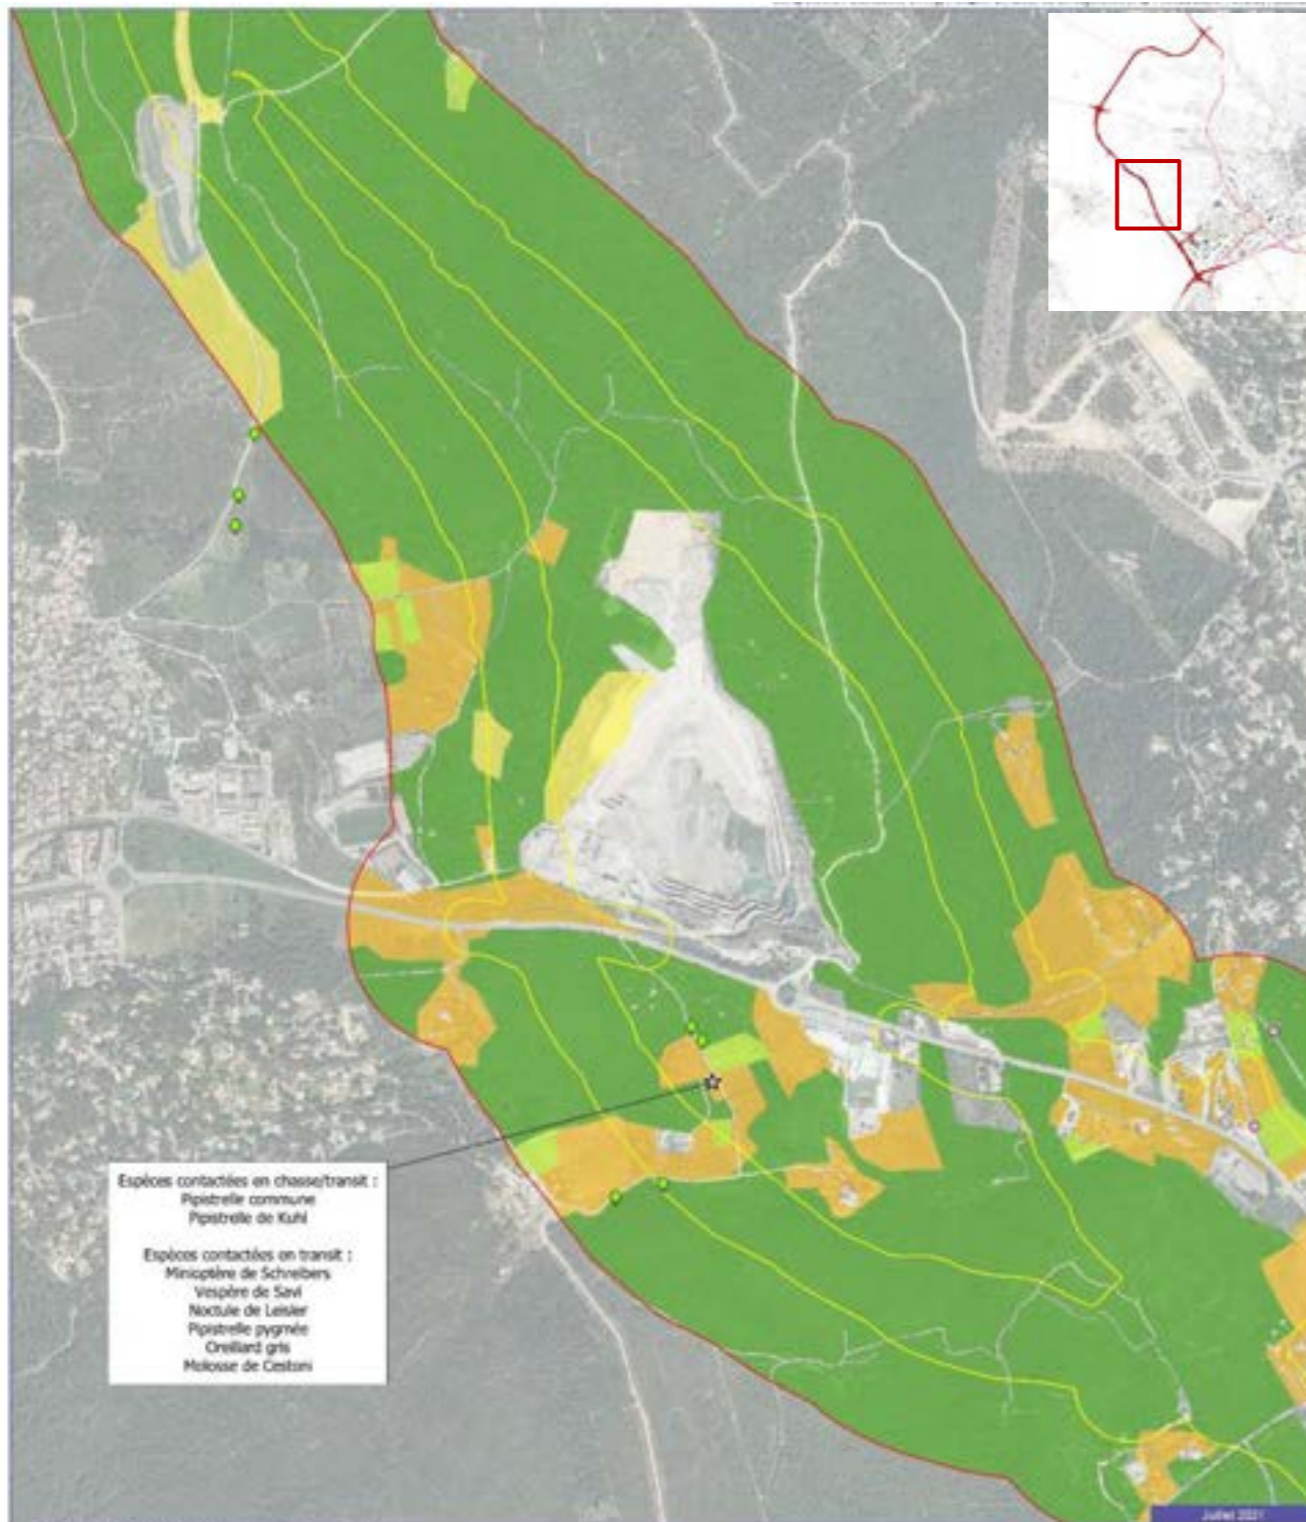 Espèces contactées en chasse/transit :
Pipistrelle commune
Pipistrelle de Kuhl
Espèces contactées en transit :
Minioptère de Schreibers
Vespère de Savi
Noctule de Leisler
Pipistrelle pygmée
Oreillard gris
Molosse de Cestoni
Juillet 2021